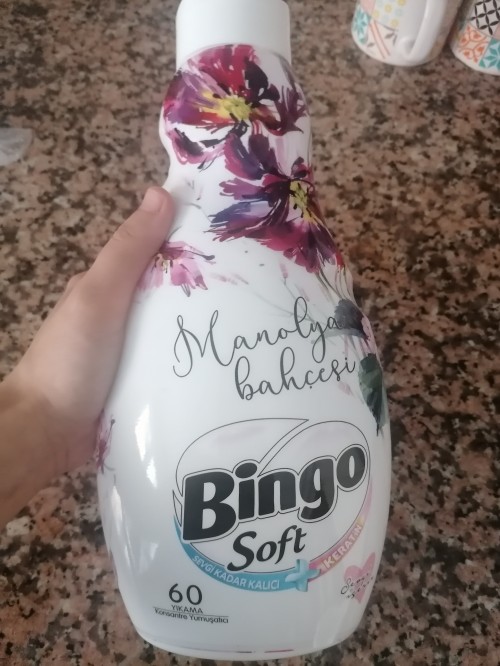 Manolya
bahçesi
Bingo
Soft
SEVGİ KADAR KALICI
+ KERATİN
60
YIKAMA
Konsantre Yumuşatıcı